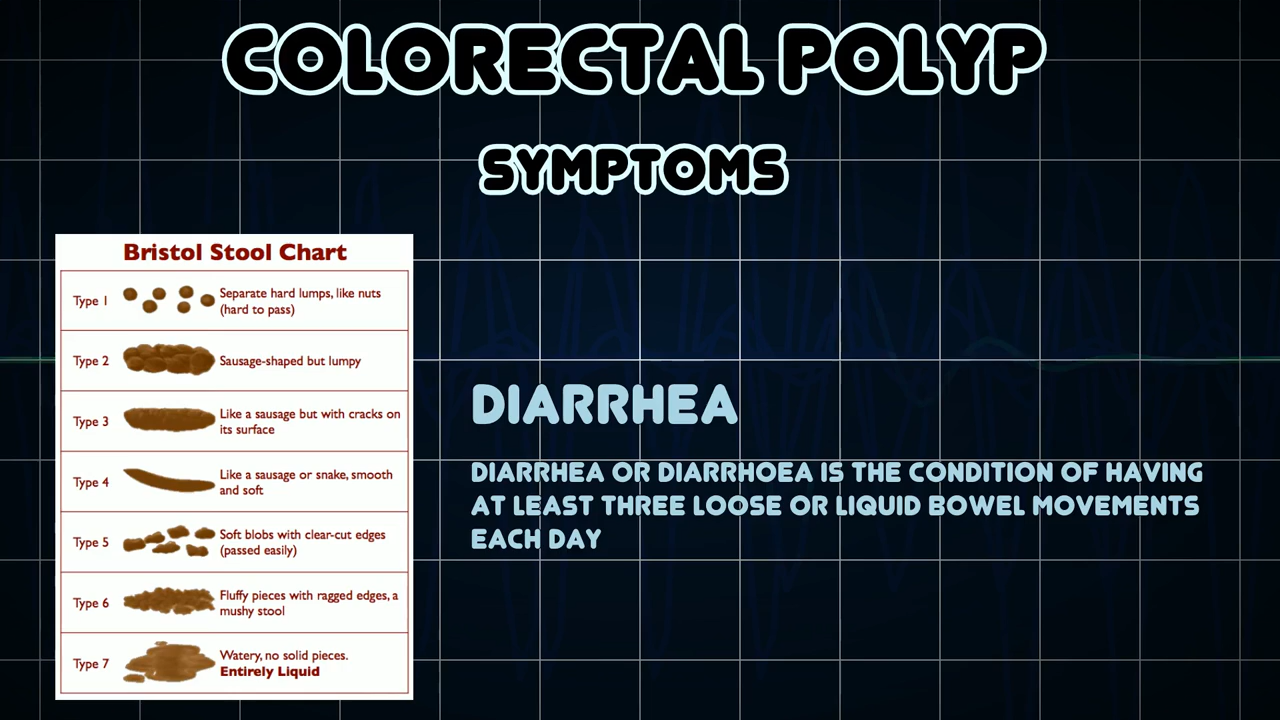 COLORECTAL POLYP
SYMPTOMS
Bristol Stool Chart
Type 1
Separate hard lumps, like nuts
(hard to pass)
Type 2
Sausage-shaped but lumpy
Type 3
Like a sausage but with cracks on
its surface
Type 4
Like a sausage or snake, smooth
and soft
Type 5
Soft blobs with clear-cut edges
(passed easily)
Type 6
Fluffy pieces with ragged edges, a
mushy stool
Type 7
Watery, no solid pieces.
Entirely Liquid
DIARRHEA
DIARRHEA OR DIARRHOEA IS THE CONDITION OF HAVING
AT LEAST THREE LOOSE OR LIQUID BOWEL MOVEMENTS
EACH DAY